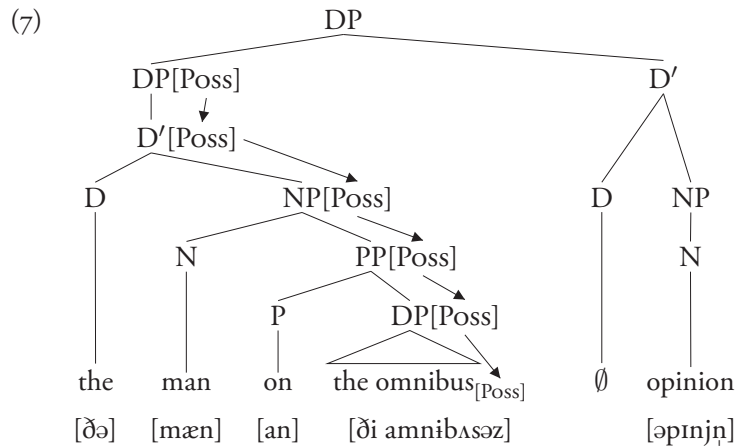 (7) DP
DP[Poss] D′
D′[Poss]
D NP[Poss] D NP
N PP[Poss] N
P DP[Poss]
the man on the omnibus[Poss] ∅ opinion
[ðə] [mæn] [an] [ði amnɨbʌsəz] [əpɪnjn̩]